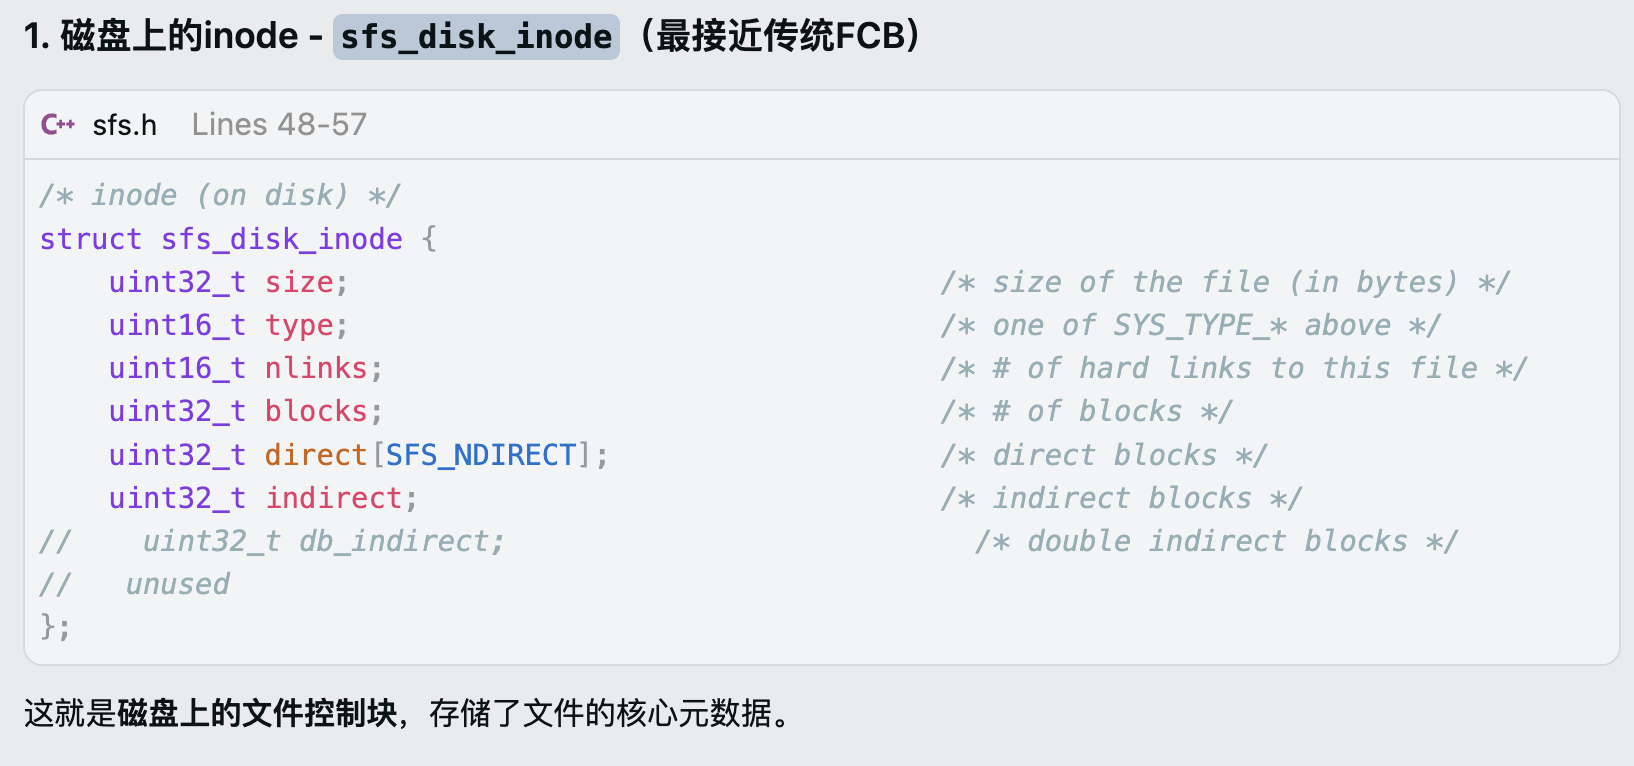 1. 磁盘上的inode - sfs_disk_inode（最接近传统FCB）
C++ sfs.h Lines 48-57
/* inode (on disk) */
struct sfs_disk_inode {
    uint32_t size;                               /* size of the file (in bytes) */
    uint16_t type;                               /* one of SYS_TYPE_* above */
    uint16_t nlinks;                             /* # of hard links to this file */
    uint32_t blocks;                             /* # of blocks */
    uint32_t direct[SFS_NDIRECT];                /* direct blocks */
    uint32_t indirect;                           /* indirect blocks */
//    uint32_t db_indirect;                           /* double indirect blocks */
//   unused
};
这就是磁盘上的文件控制块，存储了文件的核心元数据。